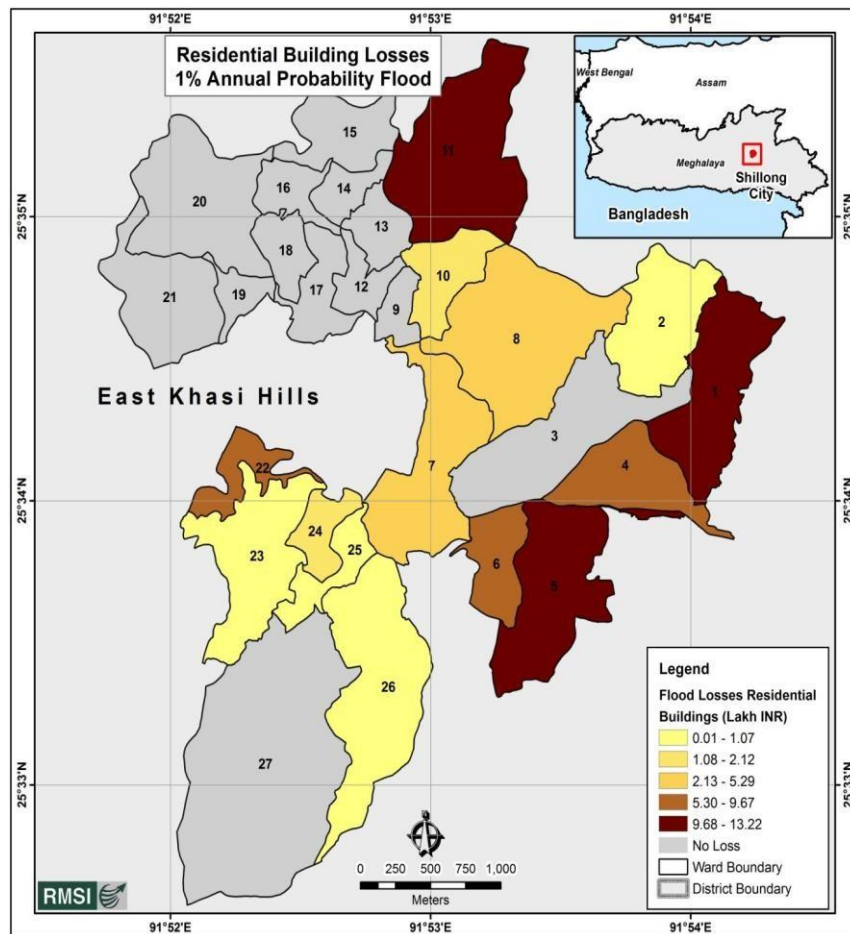 91°52'E 91°53'E 91°54'E
Residential Building Losses
1% Annual Probability Flood
West Bengal
Assam
Meghalaya
Shillong
City
Bangladesh
15
11
20
16
14
25°35'N
25°35'N
13
18
10
21
19
17
12
9
2
8
East Khasi Hills
1
3
7
4
22
25°34'N
25°34'N
24
23
25
6
5
26
27
25°33'N
25°33'N
Legend
Flood Losses Residential
Buildings (Lakh INR)
0.01 - 1.07
1.08 - 2.12
2.13 - 5.29
5.30 - 9.67
9.68 - 13.22
No Loss
Ward Boundary
District Boundary
0 250 500 750 1,000
Meters
RMSI
91°52'E 91°53'E 91°54'E